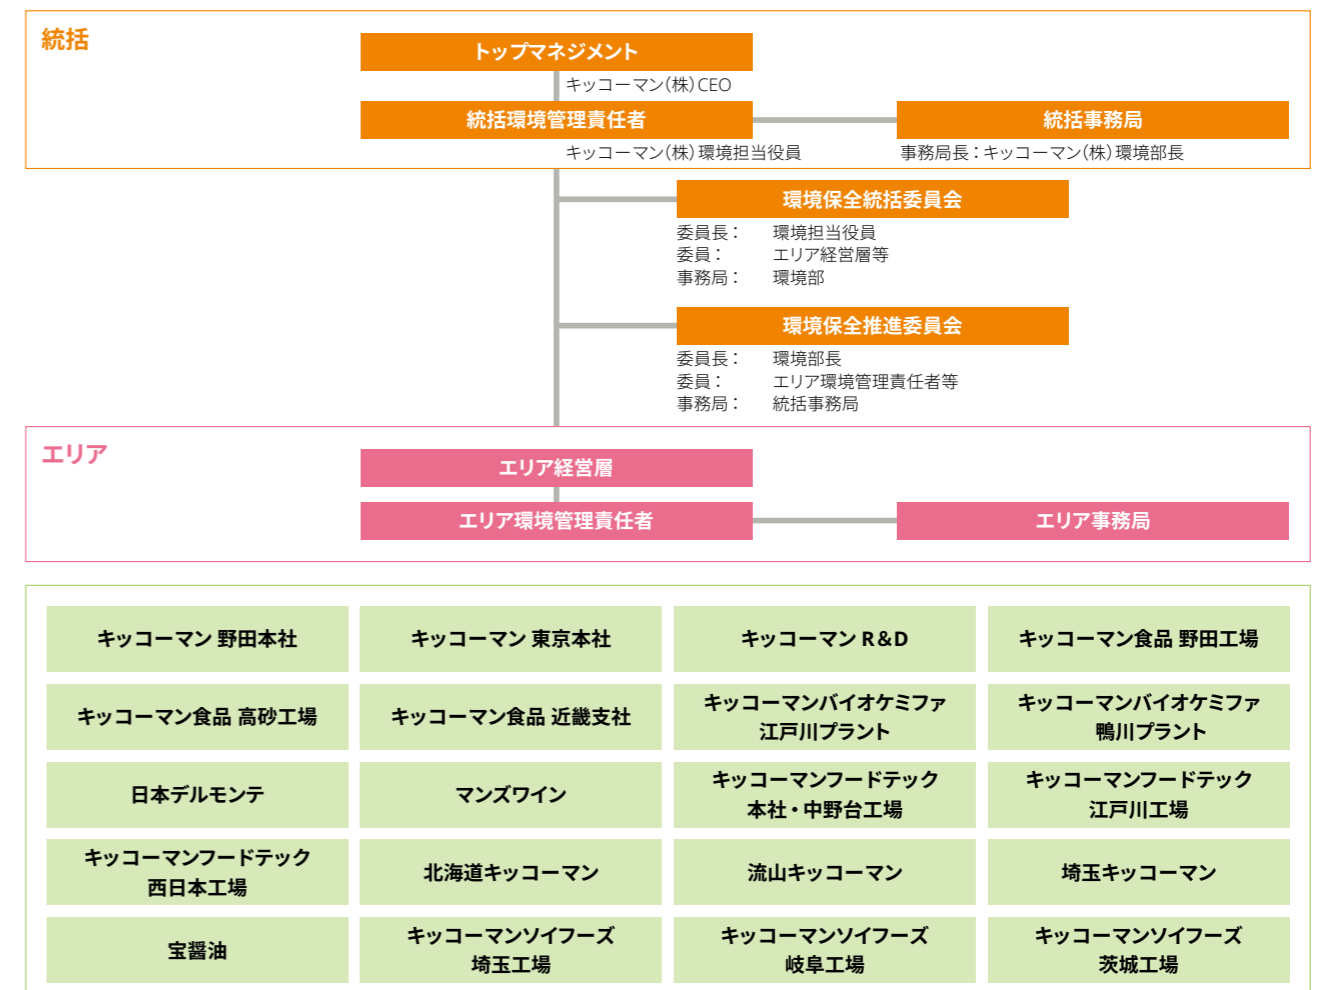 統括
トップマネジメント
キッコーマン(株)CEO
統括環境管理責任者
統括事務局
キッコーマン(株)環境担当役員
事務局長：キッコーマン(株)環境部長
環境保全統括委員会
委員長： 環境担当役員
委員： エリア経営層等
事務局： 環境部
環境保全推進委員会
委員長： 環境部長
委員： エリア環境管理責任者等
事務局： 統括事務局
エリア
エリア経営層
エリア環境管理責任者
エリア事務局
キッコーマン 野田本社
キッコーマン 東京本社
キッコーマン R&D
キッコーマン食品 野田工場
キッコーマン食品 高砂工場
キッコーマン食品 近畿支社
キッコーマンバイオケミファ
江戸川プラント
キッコーマンバイオケミファ
鴨川プラント
日本デルモンテ
マンズワイン
キッコーマンフードテック
本社・中野台工場
キッコーマンフードテック
江戸川工場
キッコーマンフードテック
西日本工場
北海道キッコーマン
流山キッコーマン
埼玉キッコーマン
宝醤油
キッコーマンソイフーズ
埼玉工場
キッコーマンソイフーズ
岐阜工場
キッコーマンソイフーズ
茨城工場